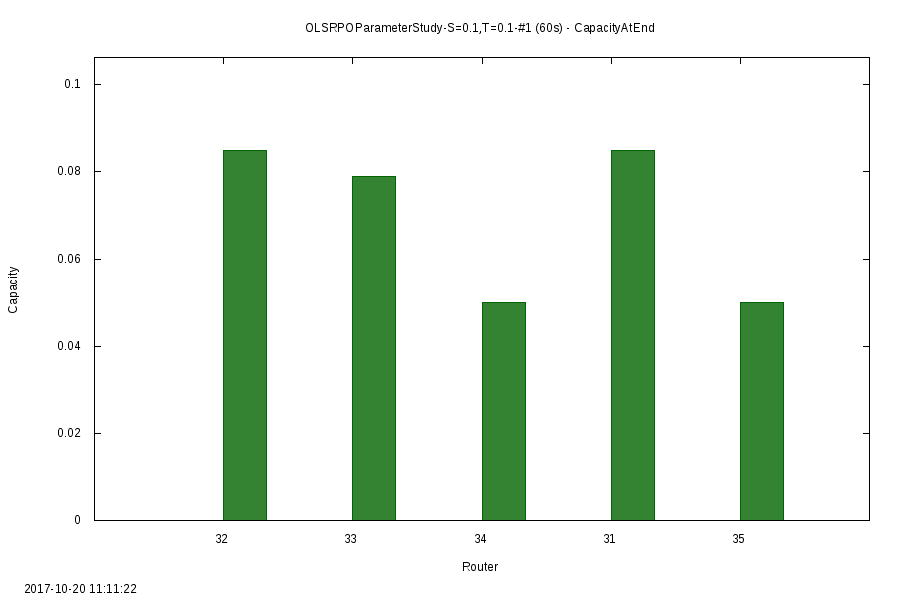 OLSRPOParameterStudy-S=0.1,T=0.1-#1 (60s) - CapacityAtEnd
0.1
0.08
0.06
0.04
0.02
0
Capacity
32 33 34 31 35
Router
2017-10-20 11:11:22